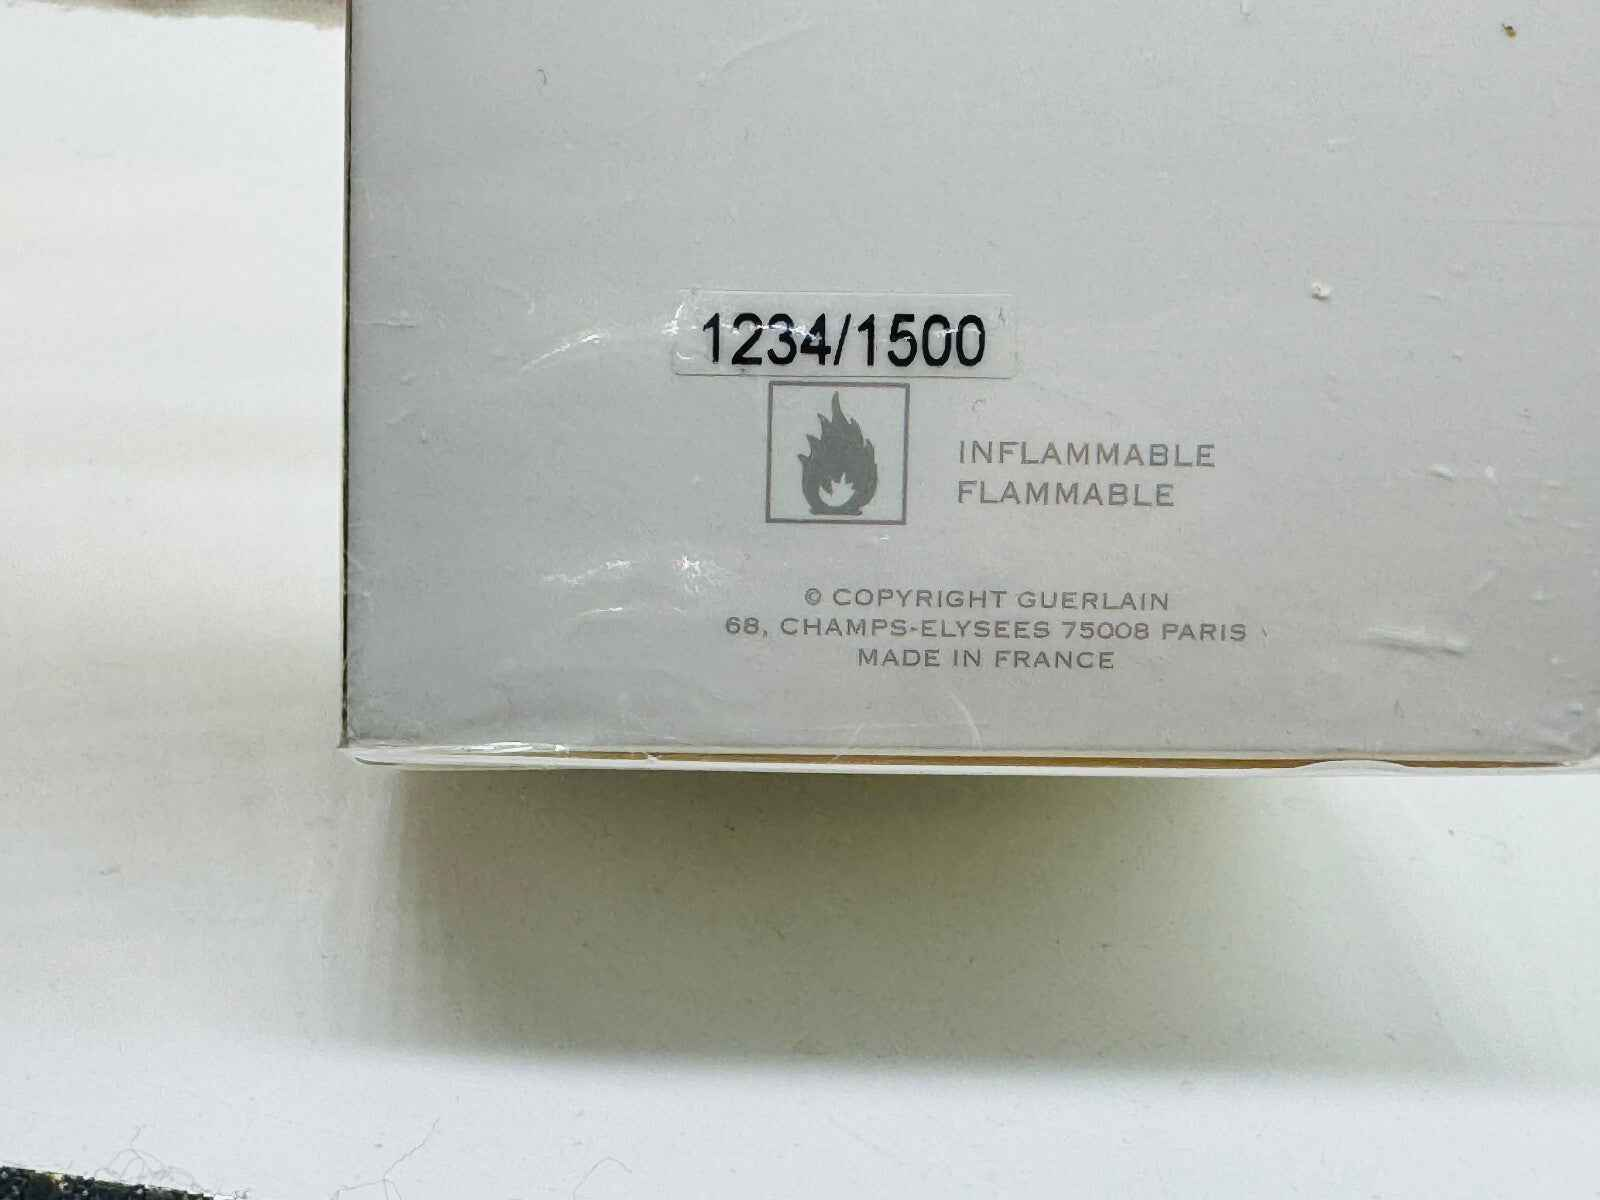 1234/1500
INFLAMMABLE
FLAMMABLE
© COPYRIGHT GUERLAIN
68, CHAMPS-ELYSEES 75008 PARIS
MADE IN FRANCE